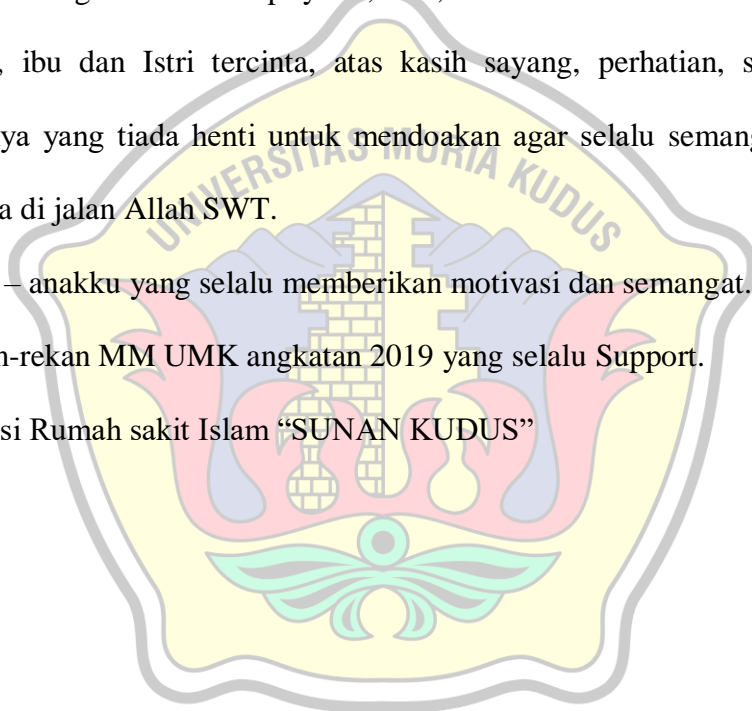 , ibu dan Istri tercinta, atas kasih sayang, perhatian, s
ya yang tiada henti untuk mendoakan agar selalu semang
a di jalan Allah SWT.
– anakku yang selalu memberikan motivasi dan semangat.
n-rekan MM UMK angkatan 2019 yang selalu Support.
si Rumah sakit Islam “SUNAN KUDUS”
UNIVERSITAS MURIA KUDUS